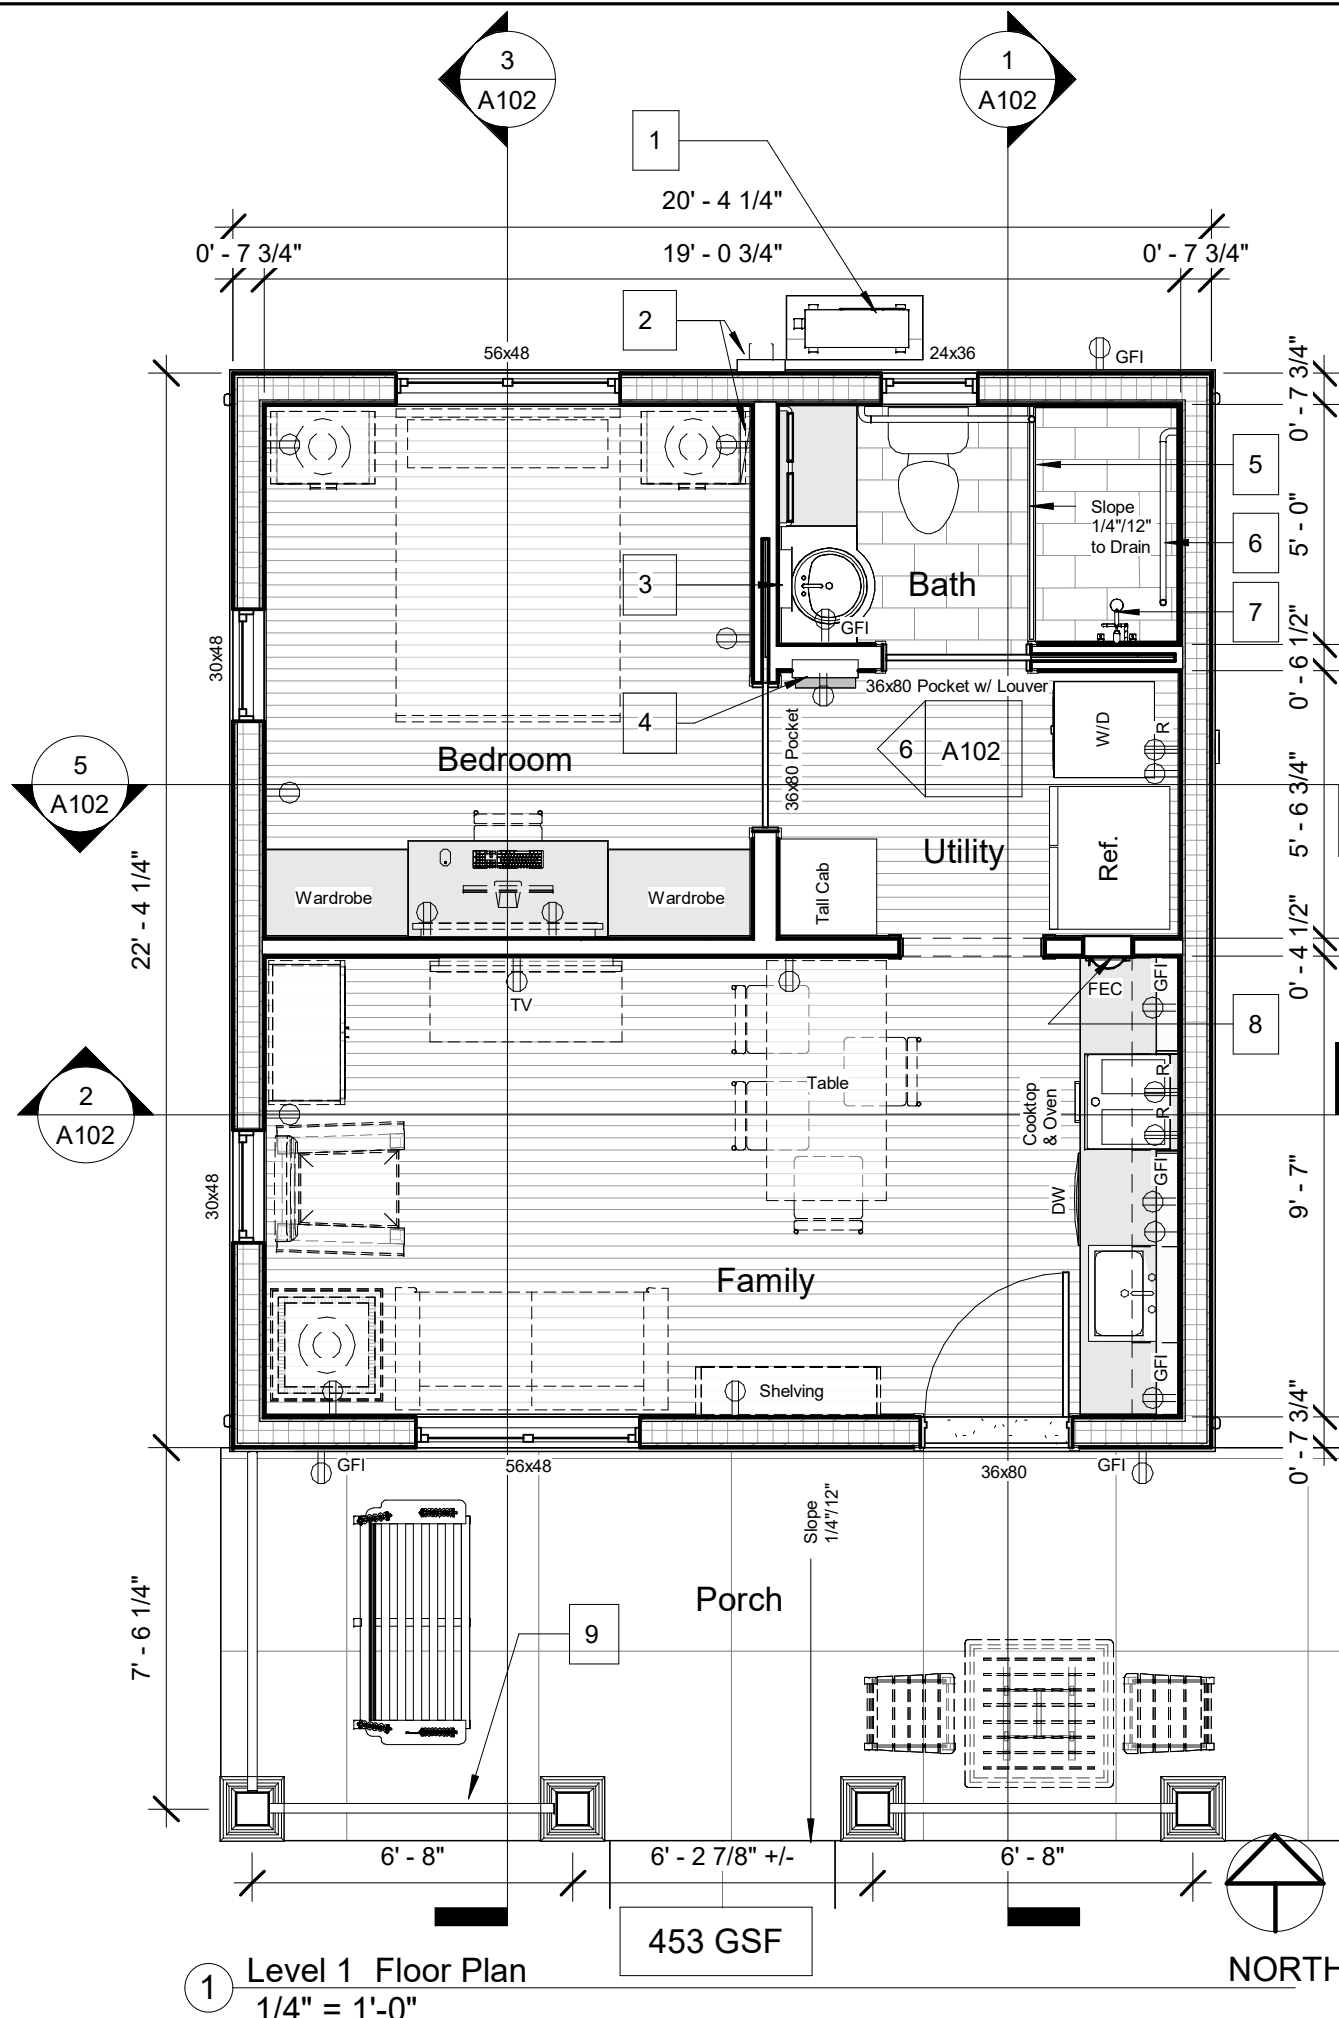 3
A102
1
A102
1
20' - 4 1/4"
0' - 7 3/4"
19' - 0 3/4"
0' - 7 3/4"
2
56x48
24x36
GFI
0' - 7 3/4"
5
Slope
1/4"/12"
to Drain
6
5' - 0"
3
Bath
7
GFI
30x48
0' - 6 1/2"
36x80 Pocket w/ Louver
4
W/D
R
36x80 Pocket
6
A102
Bedroom
5
A102
5' - 6 3/4"
Utility
Ref.
22' - 4 1/4"
Wardrobe
Wardrobe
Tall Cab
0' - 4 1/2"
TV
FEC
GFI
8
Table
R
R
Cooktop
& Oven
2
A102
30x48
DW
GFI
9' - 7"
Family
Shelving
GFI
0' - 7 3/4"
GFI
56x48
36x80
GFI
Slope
1/4"/12"
Porch
7' - 6 1/4"
9
6' - 8"
6' - 2 7/8" +/-
6' - 8"
453 GSF
NORTH
1
Level 1 Floor Plan
1/4" = 1'-0"